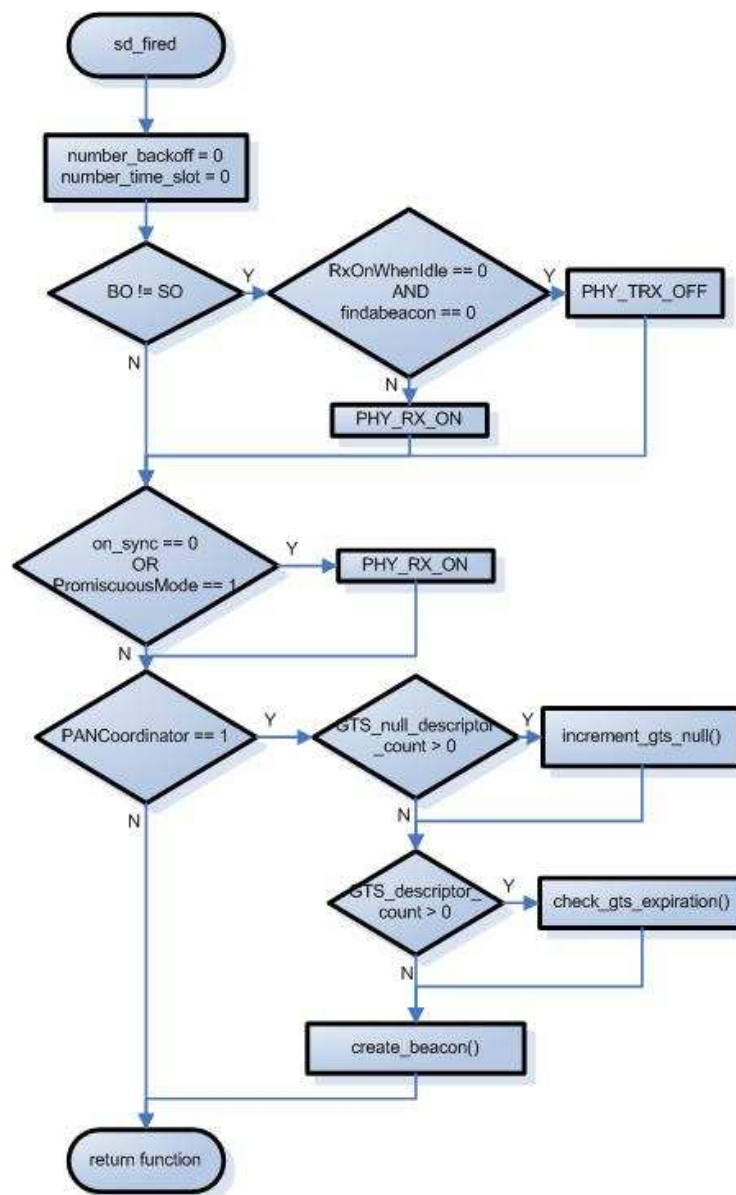 sd_fired
number_backoff = 0
number_time_slot = 0
BO != SO
Y
RxOnWhenIdle == 0
AND
findabeacon == 0
Y
PHY_TRX_OFF
N
N
PHY_RX_ON
on_sync == 0
OR
PromiscuousMode == 1
Y
PHY_RX_ON
N
PANCoordinator == 1
Y
GTS_null_descriptor
_count > 0
Y
increment_gts_null()
N
N
GTS_descriptor_
count > 0
Y
check_gts_expiration()
N
create_beacon()
return function